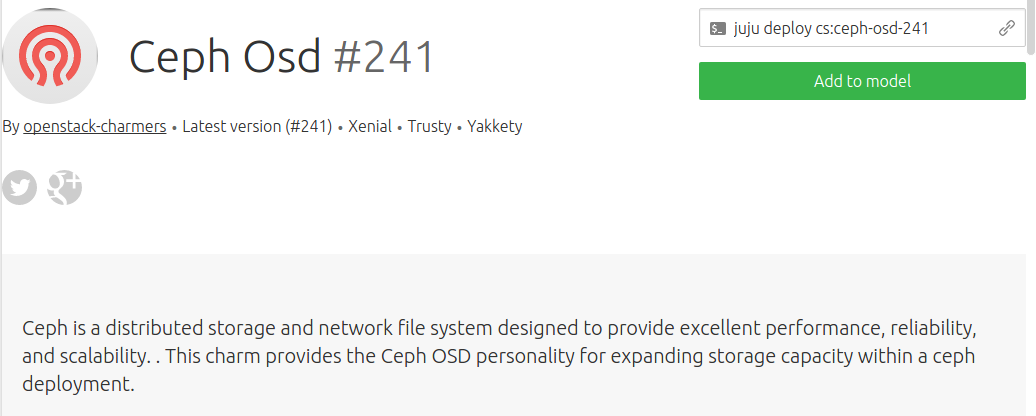 Ceph Osd #241
$_ juju deploy cs:ceph-osd-241
Add to model
By openstack-charmers • Latest version (#241) • Xenial • Trusty • Yakkety
g+
Ceph is a distributed storage and network file system designed to provide excellent performance, reliability,
and scalability. . This charm provides the Ceph OSD personality for expanding storage capacity within a ceph
deployment.